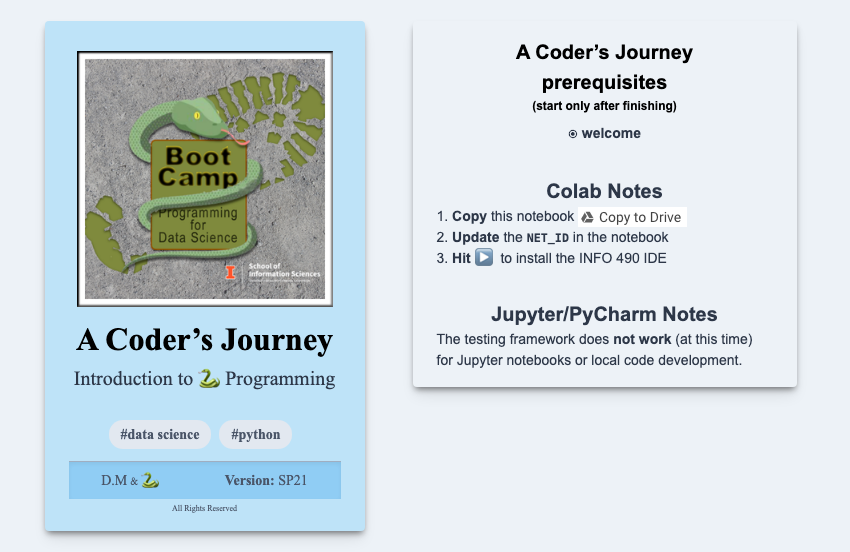 Boot
Camp
Programming
for
Data Science
I
School of
Information Sciences
A Coder’s Journey
Introduction to 🐍 Programming
#data science #python
D.M & 🐍 Version: SP21
All Rights Reserved
A Coder’s Journey
prerequisites
(start only after finishing)
welcome
Colab Notes
1. Copy this notebook Copy to Drive
2. Update the NET_ID in the notebook
3. Hit ▶️ to install the INFO 490 IDE
Jupyter/PyCharm Notes
The testing framework does not work (at this time)
for Jupyter notebooks or local code development.